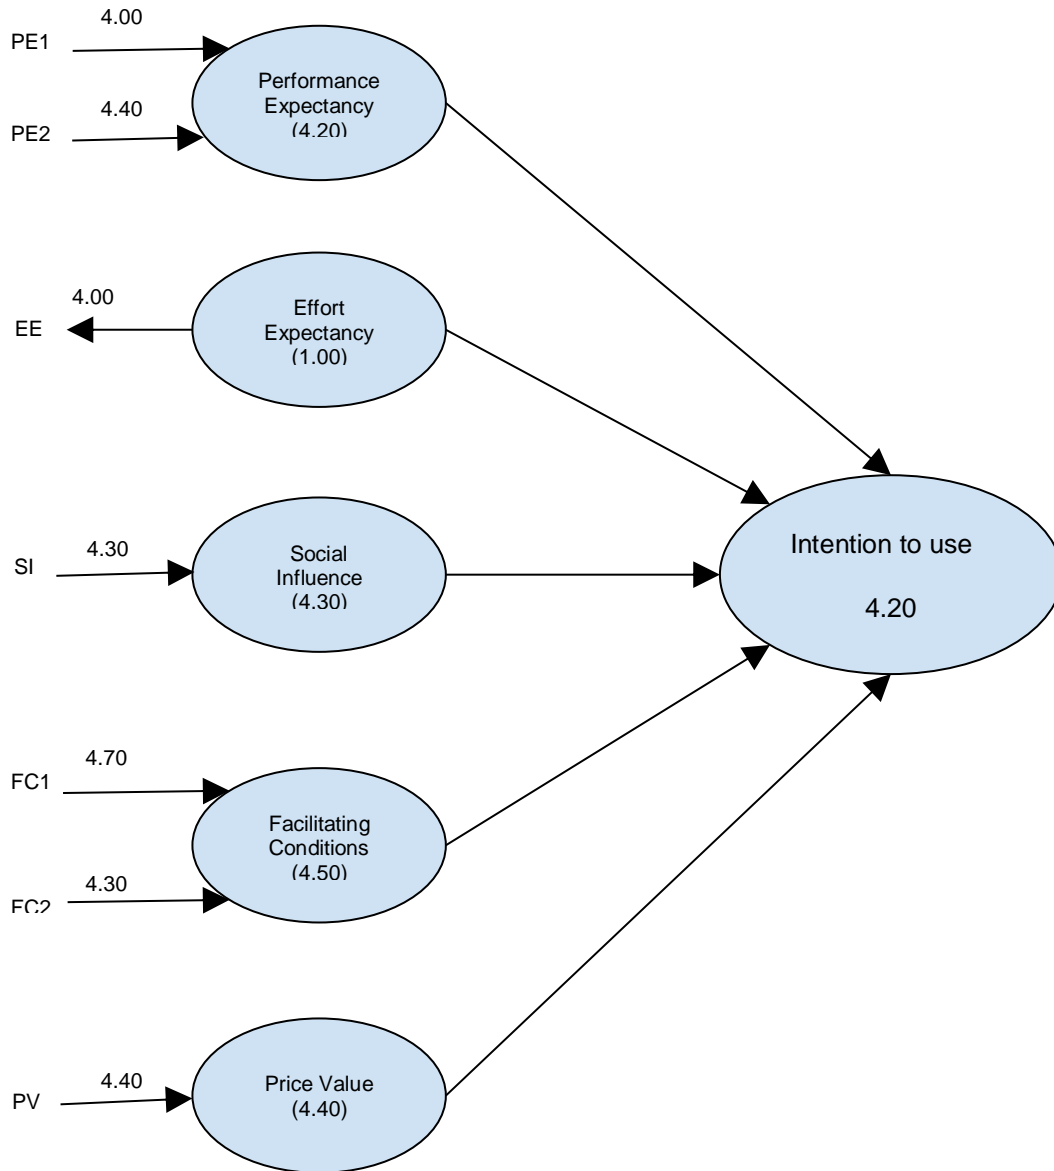 4.00
PE1
4.40
PE2
Performance
Expectancy
(4.20)
4.00
EE
Effort
Expectancy
(1.00)
4.30
SI
Social
Influence
(4.30)
Intention to use
4.20
4.70
FC1
4.30
FC2
Facilitating
Conditions
(4.50)
4.40
PV
Price Value
(4.40)